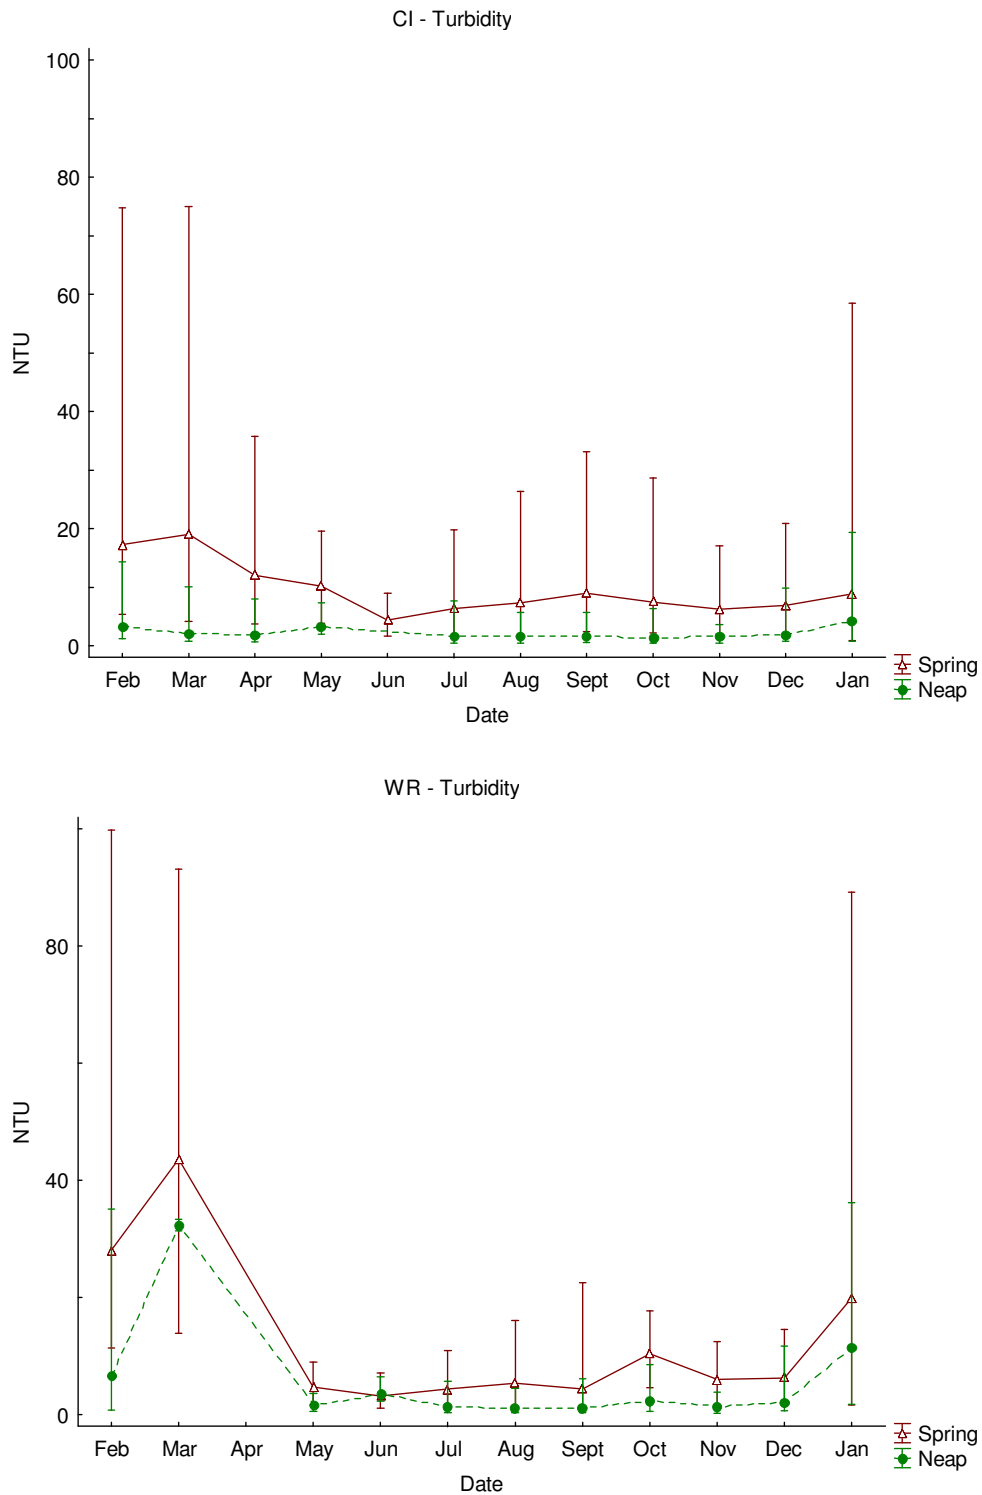 CI - Turbidity
100
80
60
40
20
0
NTU
Feb Mar Apr May Jun Jul Aug Sept Oct Nov Dec Jan
Date
Spring
Neap
WR - Turbidity
80
40
0
NTU
Feb Mar Apr May Jun Jul Aug Sept Oct Nov Dec Jan
Date
Spring
Neap